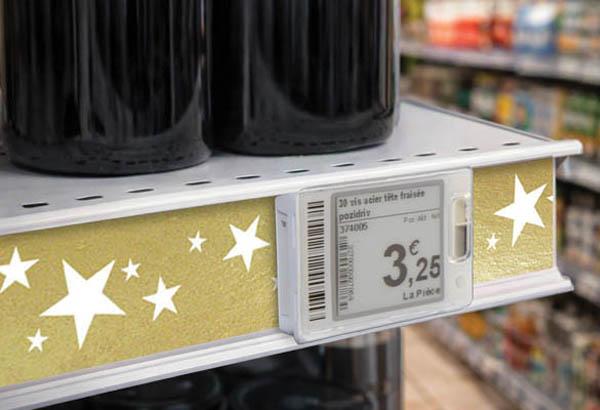 30 vis acier tête fraisée
pozidriv
374005
3€,25
La Pièce